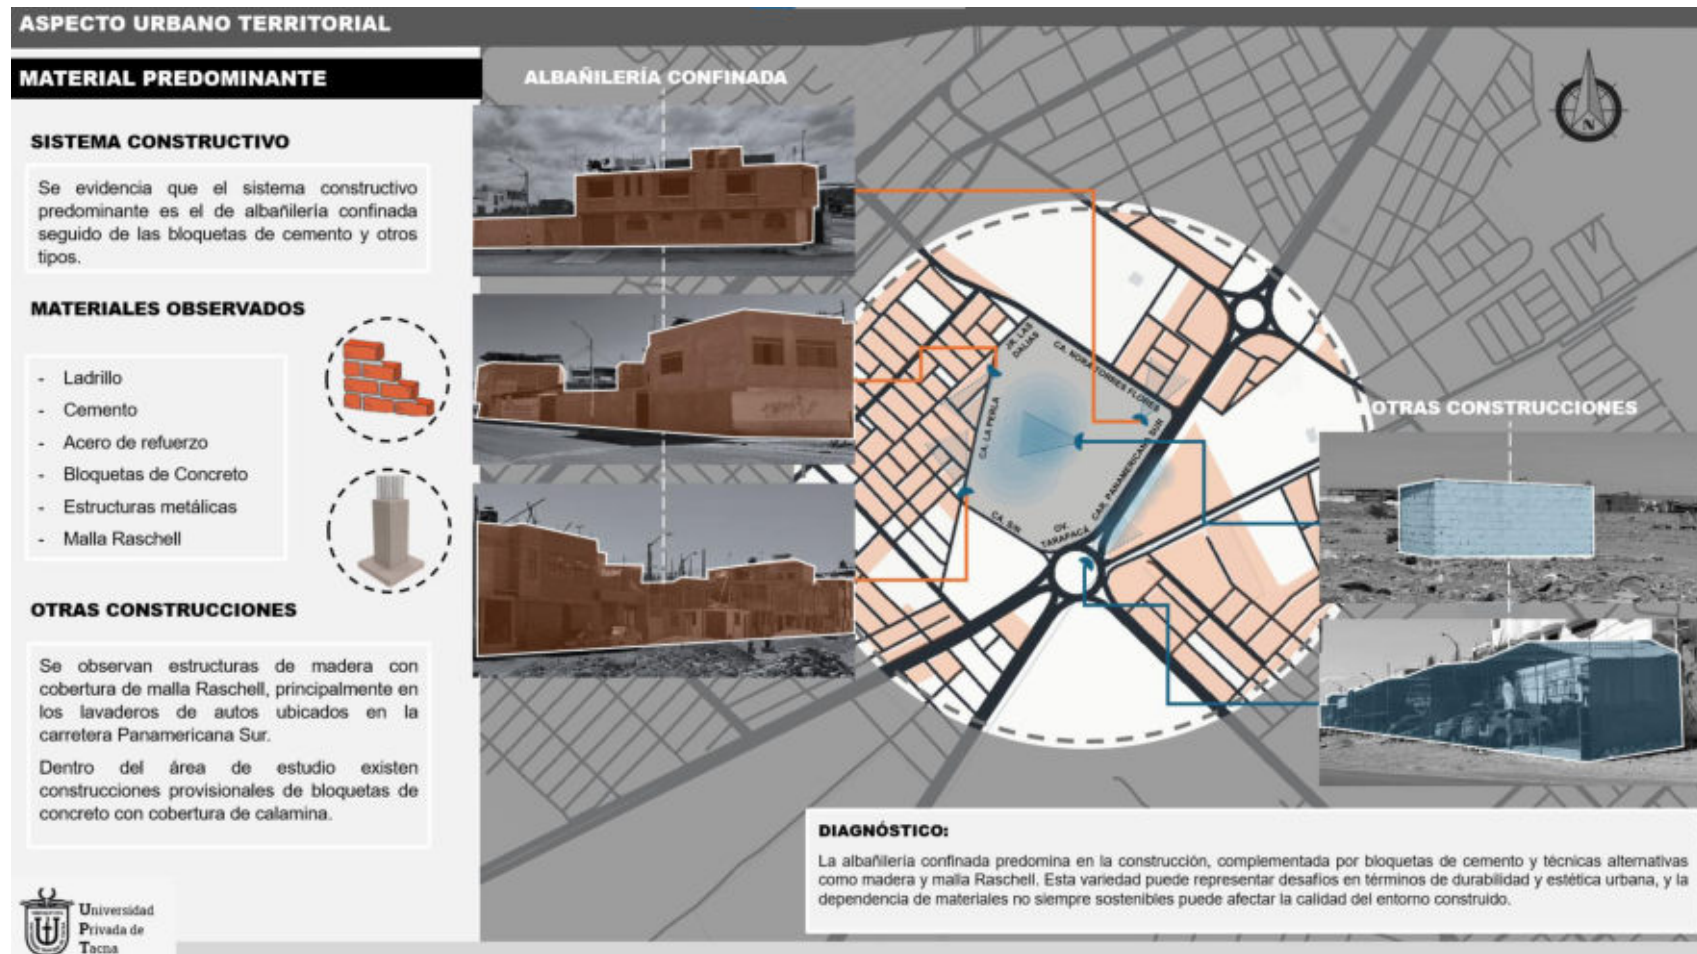 ASPECTO URBANO TERRITORIAL
MATERIAL PREDOMINANTE
SISTEMA CONSTRUCTIVO
Se evidencia que el sistema constructivo
predominante es el de albañilería confinada
seguido de las bloquetas de cemento y otros
tipos.
MATERIALES OBSERVADOS
- Ladrillo
- Cemento
- Acero de refuerzo
- Bloquetas de Concreto
- Estructuras metálicas
- Malla Raschell
OTRAS CONSTRUCCIONES
Se observan estructuras de madera con
cobertura de malla Raschell, principalmente en
los lavaderos de autos ubicados en la
carretera Panamericana Sur.
Dentro del área de estudio existen
construcciones provisionales de bloquetas de
concreto con cobertura de calamina.
Universidad
Privada de
Tacna
ALBAÑILERÍA CONFINADA
N
JR. LAS
DALIAS
CA. NORA TORRES FLORES
CA. LA PERLA
CAR. PANAMERICANA SUR
CA. S/N
OV.
TARAPACÁ
OTRAS CONSTRUCCIONES
DIAGNÓSTICO:
La albañilería confinada predomina en la construcción, complementada por bloquetas de cemento y técnicas alternativas
como madera y malla Raschell. Esta variedad puede representar desafíos en términos de durabilidad y estética urbana, y la
dependencia de materiales no siempre sostenibles puede afectar la calidad del entorno construido.